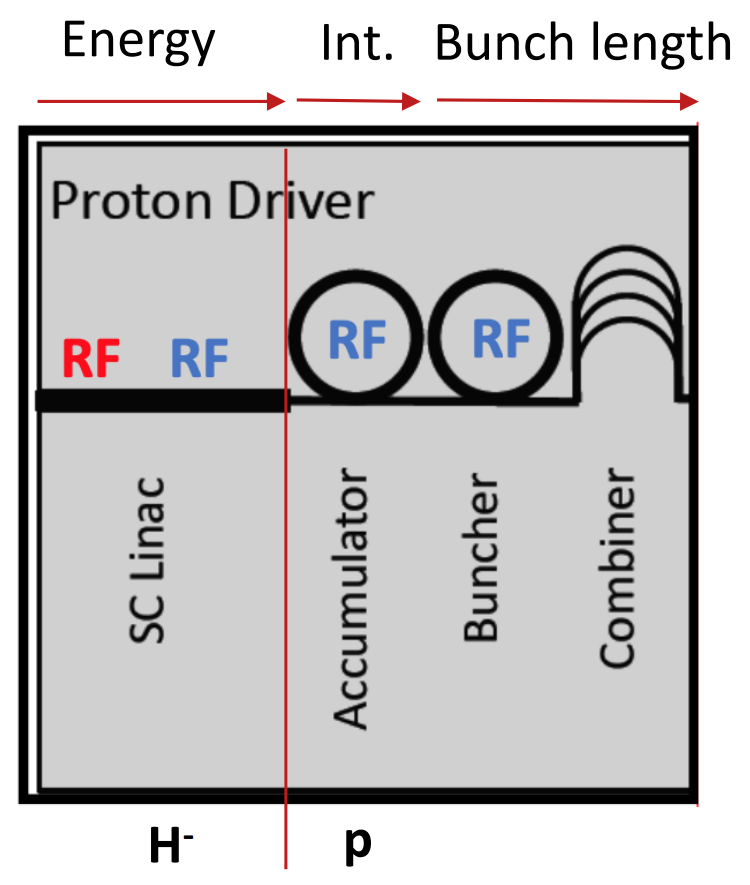 Energy Int. Bunch length
Proton Driver
RF RF RF RF
SC Linac
Accumulator
Buncher
Combiner
H- p